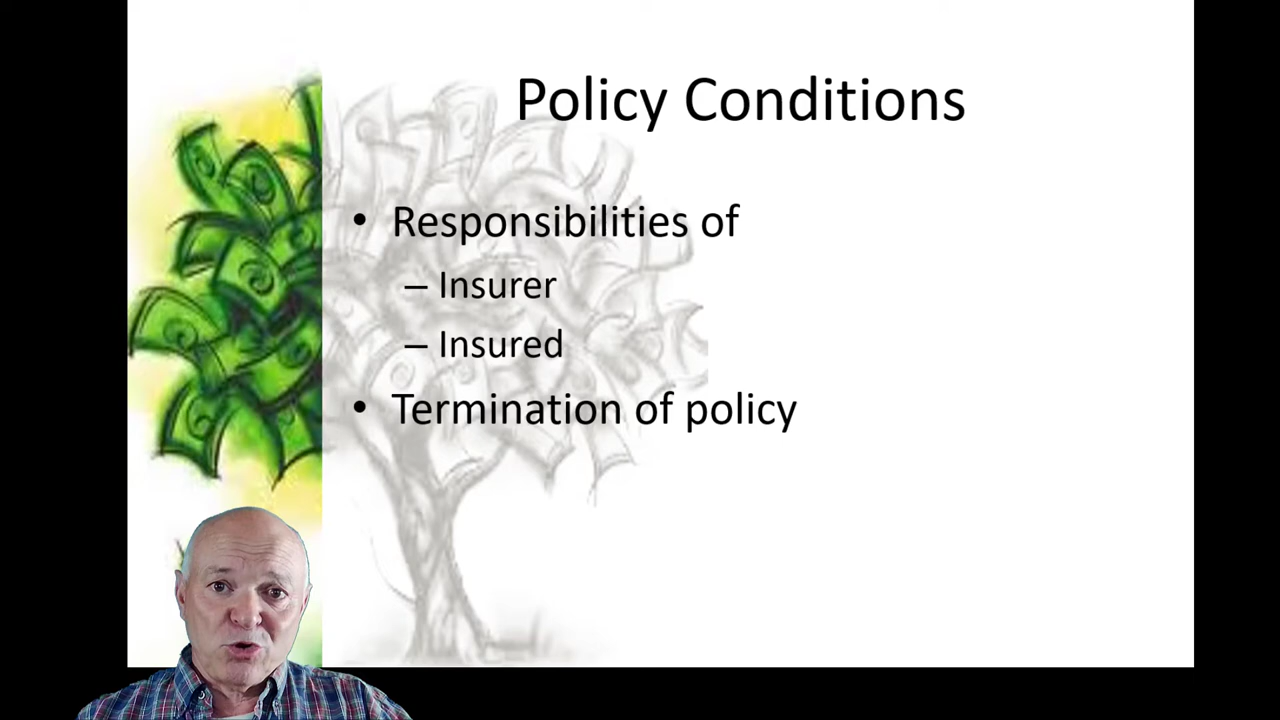 Policy Conditions
• Responsibilities of
– Insurer
– Insured
• Termination of policy